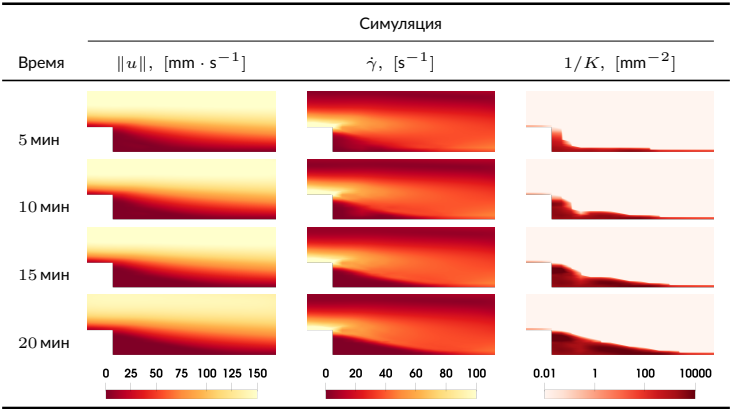 Симуляция
Время ‖u‖, [mm · s⁻¹] γ̇, [s⁻¹] 1/K, [mm⁻²]
5 мин
10 мин
15 мин
20 мин
0 25 50 75 100 125 150 0 20 40 60 80 100 0.01 1 100 10000